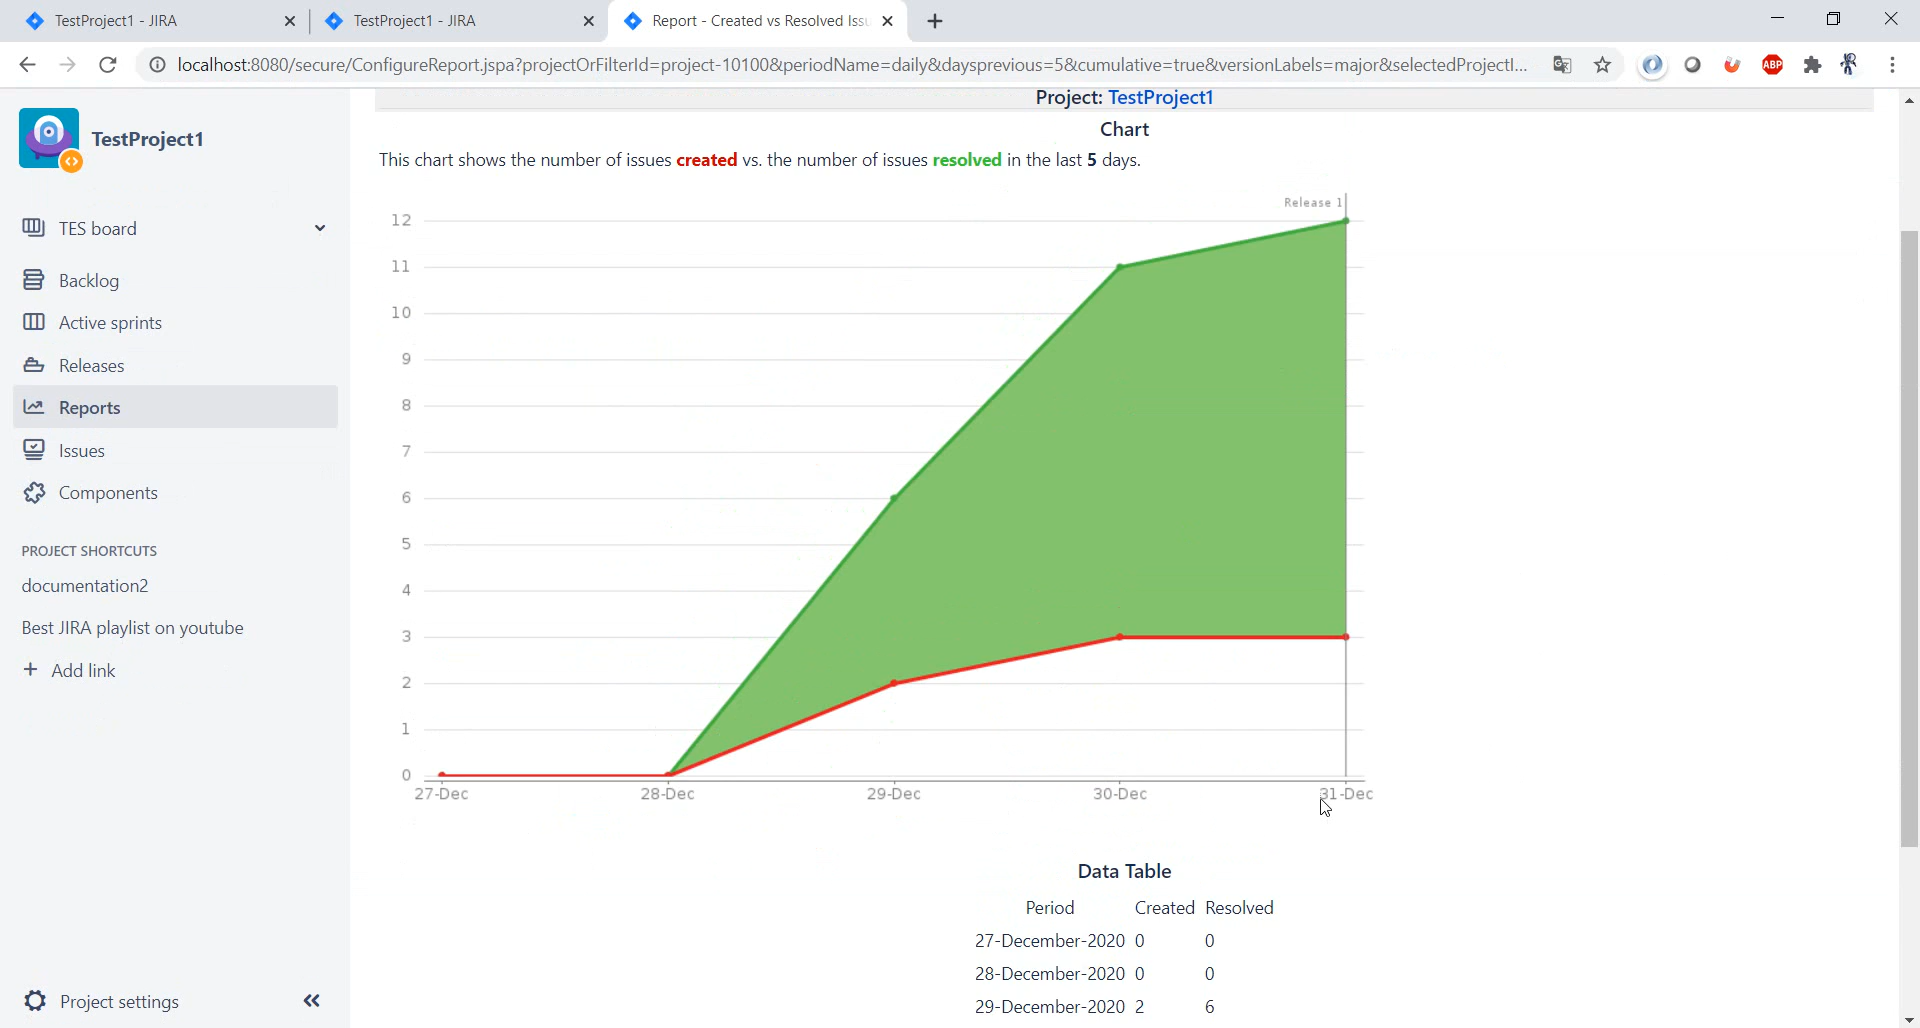 TestProject1 - JIRA
TestProject1 - JIRA
Report - Created vs Resolved Iss
localhost:8080/secure/ConfigureReport.jspa?projectOrFilterId=project-10100&periodName=daily&daysprevious=5&cumulative=true&versionLabels=major&selectedProjectI...
ABP
TestProject1
TES board
Backlog
Active sprints
Releases
Reports
Issues
Components
PROJECT SHORTCUTS
documentation2
Best JIRA playlist on youtube
+ Add link
Project settings
Project: TestProject1
Chart
This chart shows the number of issues created vs. the number of issues resolved in the last 5 days.
Release 1
12
11
10
9
8
7
6
5
4
3
2
1
0
27-Dec 28-Dec 29-Dec 30-Dec 31-Dec
Data Table
Period Created Resolved
27-December-2020 0 0
28-December-2020 0 0
29-December-2020 2 6